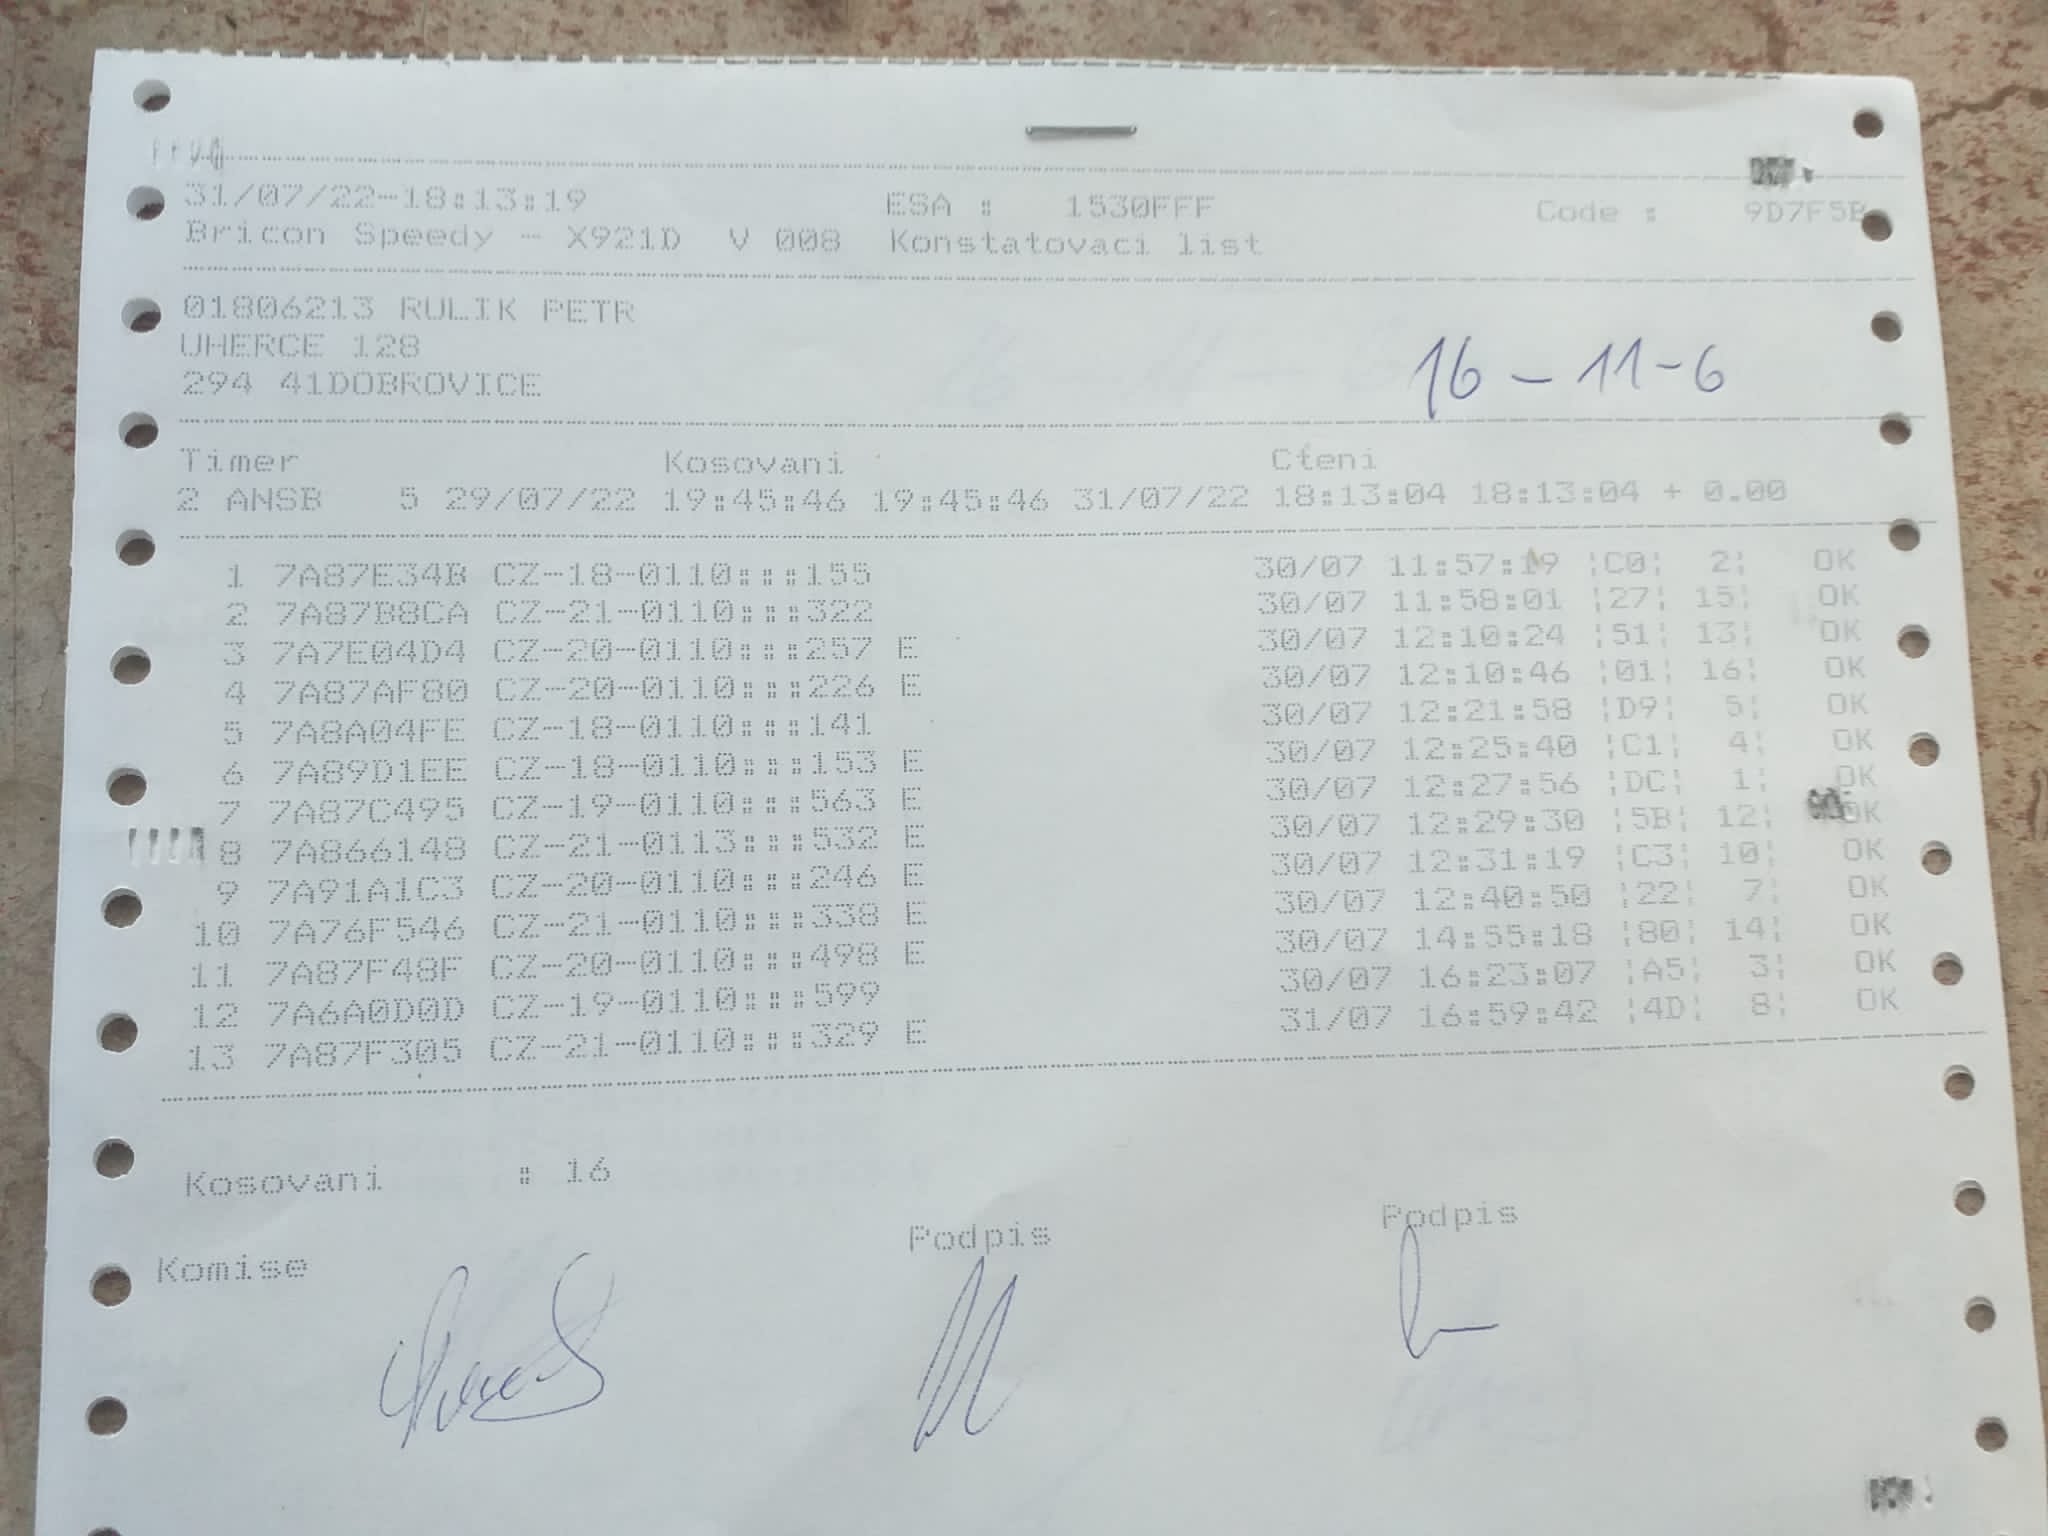 31/07/22-18:13:19 ESA : 1530FFF Code : 9D7F5B
Bricon Speedy - X921D V 008 Konstatovaci list
01806213 RULIK PETR
UHERCE 128
294 41DOBROVICE
16 - 11-6
Timer Kosovani Cteni
2 ANSB 5 29/07/22 19:45:46 19:45:46 31/07/22 18:13:04 18:13:04 + 0.00
1 7A87E34B CZ-18-0110:::155 30/07 11:57:19 ¦C0¦ 2¦ OK
2 7A87B8CA CZ-21-0110:::322 30/07 11:58:01 ¦27¦ 15¦ OK
3 7A7E04D4 CZ-20-0110:::257 E 30/07 12:10:24 ¦51¦ 13¦ OK
4 7A87AF80 CZ-20-0110:::226 E 30/07 12:10:46 ¦01¦ 16¦ OK
5 7A8A04FE CZ-18-0110:::141 30/07 12:21:58 ¦D9¦ 5¦ OK
6 7A89D1EE CZ-18-0110:::153 E 30/07 12:25:40 ¦C1¦ 4¦ OK
7 7A87C495 CZ-19-0110:::563 E 30/07 12:27:56 ¦DC¦ 1¦ OK
8 7A866148 CZ-21-0113:::532 E 30/07 12:29:30 ¦5B¦ 12¦ OK
9 7A91A1C3 CZ-20-0110:::246 E 30/07 12:31:19 ¦C3¦ 10¦ OK
10 7A76F546 CZ-21-0110:::338 E 30/07 12:40:50 ¦22¦ 7¦ OK
11 7A87F48F CZ-20-0110:::498 E 30/07 14:55:18 ¦80¦ 14¦ OK
12 7A6A0D0D CZ-19-0110:::599 30/07 16:23:07 ¦A5¦ 3¦ OK
13 7A87F305 CZ-21-0110:::329 E 31/07 16:59:42 ¦4D¦ 8¦ OK
Kosovani : 16
Komise Podpis Podpis